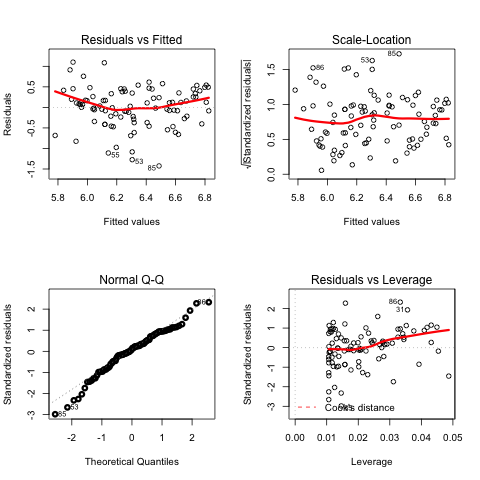 Residuals vs Fitted
Residuals
-1.5
-0.5
0.5
55
53
85
5.8 6.0 6.2 6.4 6.6 6.8
Fitted values
Scale-Location
√|Standardized residuals|
0.0
0.5
1.0
1.5
86
53
85
5.8 6.0 6.2 6.4 6.6 6.8
Fitted values
Normal Q-Q
Standardized residuals
-3
-2
-1
0
1
2
86
85
53
-2 -1 0 1 2
Theoretical Quantiles
Residuals vs Leverage
Standardized residuals
-3
-2
-1
0
1
2
86
31
Cook's distance
0.00 0.01 0.02 0.03 0.04 0.05
Leverage